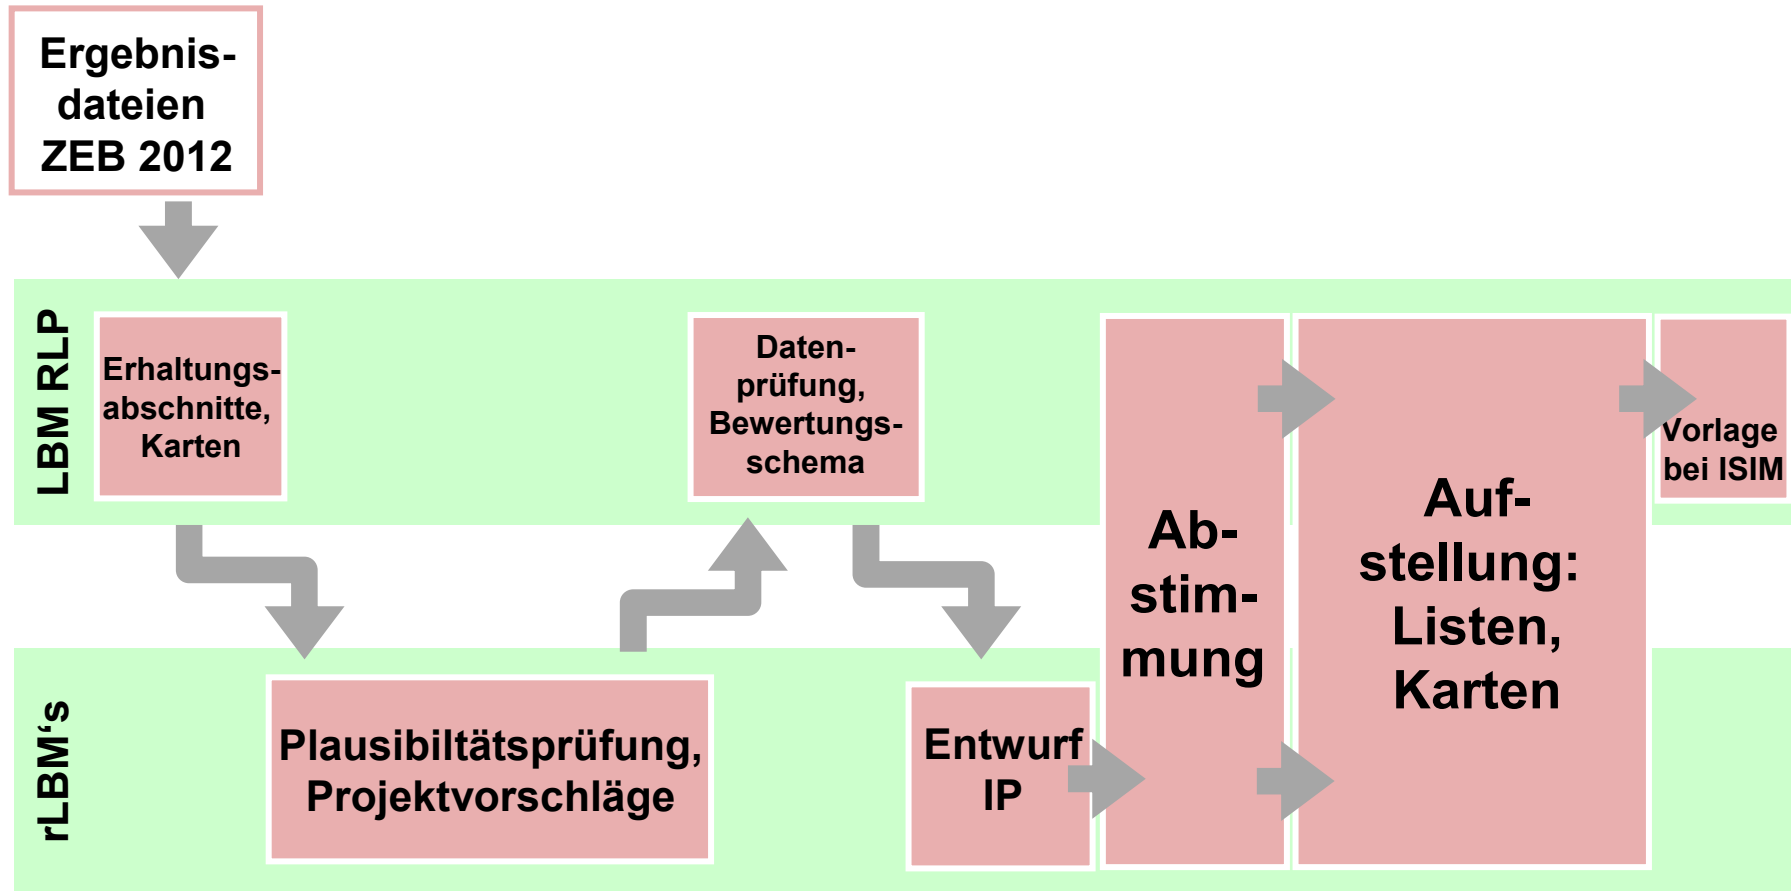 Ergebnis-
dateien
ZEB 2012
LBM RLP
Erhaltungs-
abschnitte,
Karten
Daten-
prüfung,
Bewertungs-
schema
Ab-
stim-
mung
Auf-
stellung:
Listen,
Karten
Vorlage
bei ISIM
rLBM‘s
Plausibiltätsprüfung,
Projektvorschläge
Entwurf
IP